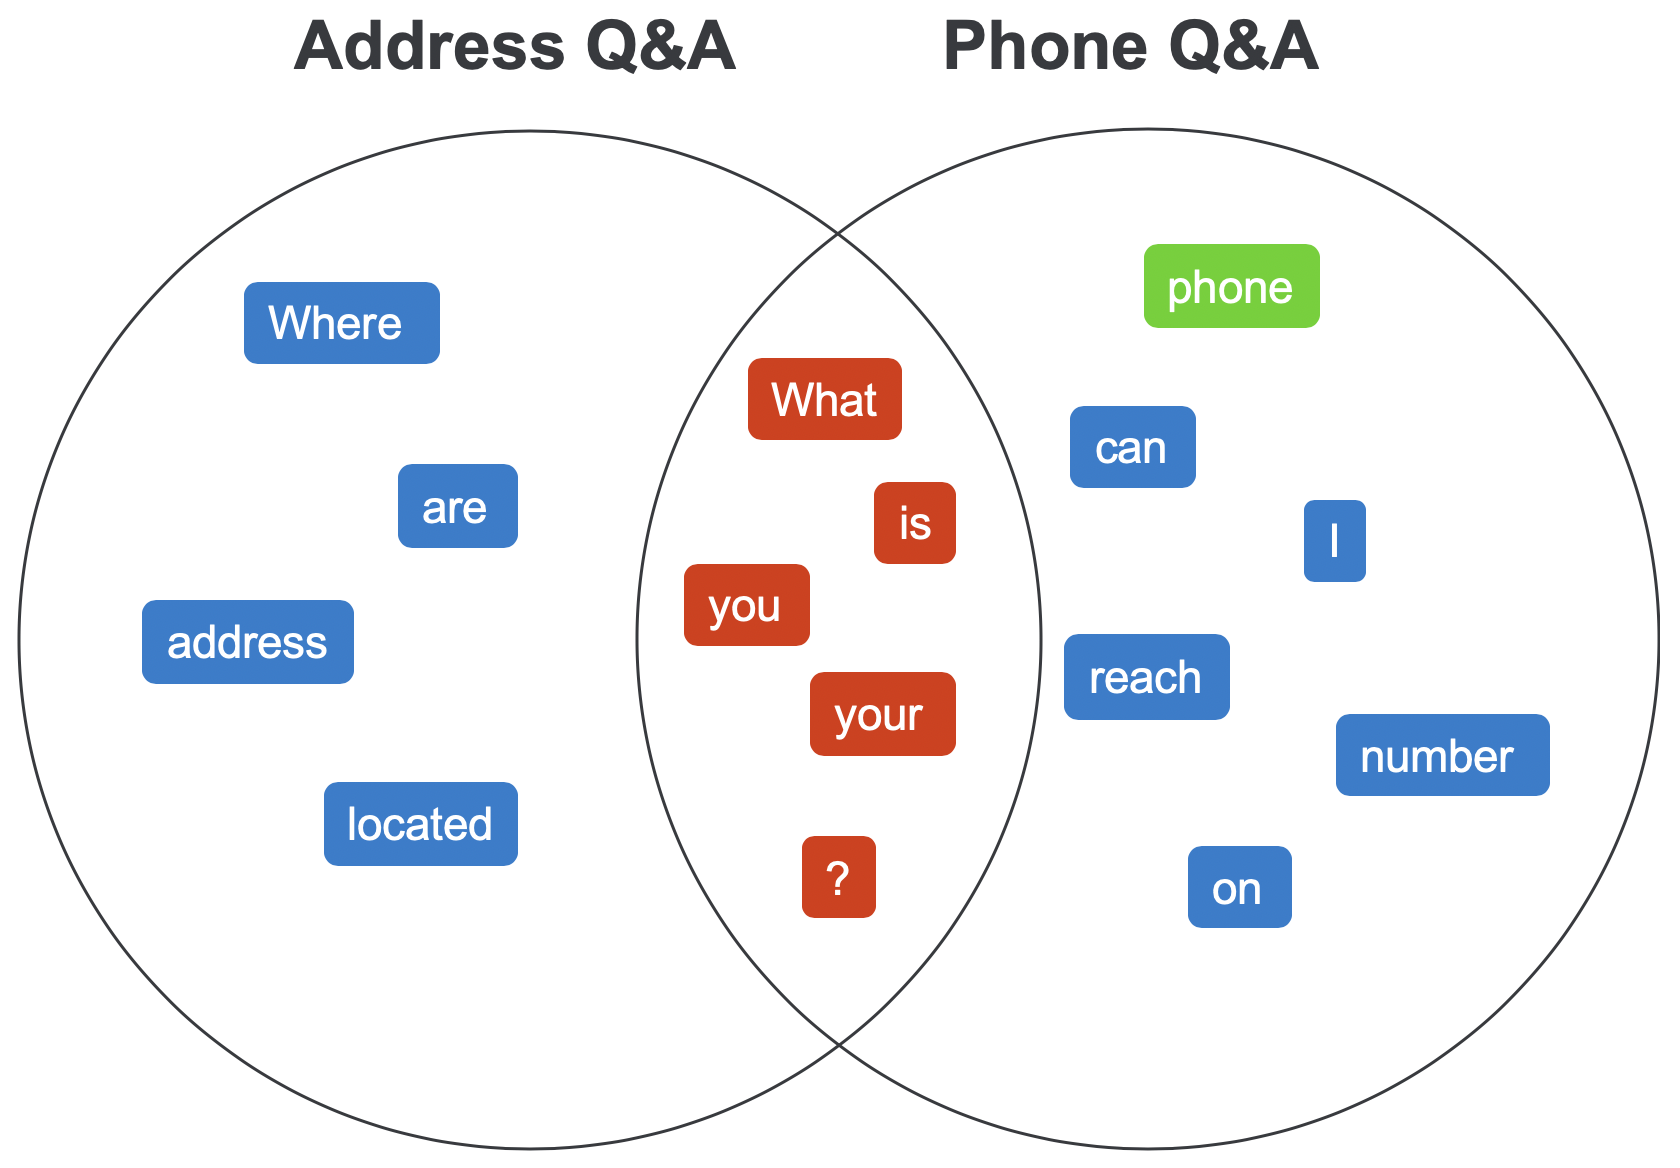 Address Q&A
Phone Q&A
Where
are
address
located
What
is
you
your
?
phone
can
I
reach
number
on